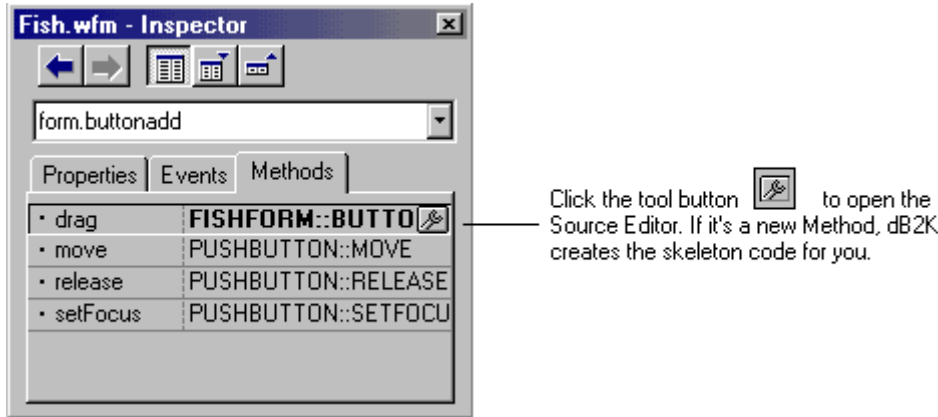 Fish.wfm - Inspector
form.buttonadd
Properties Events Methods
drag FISHFORM::BUTTO
move PUSHBUTTON::MOVE
release PUSHBUTTON::RELEASE
setFocus PUSHBUTTON::SETFOCU
Click the tool button to open the
Source Editor. If it's a new Method, dB2K
creates the skeleton code for you.